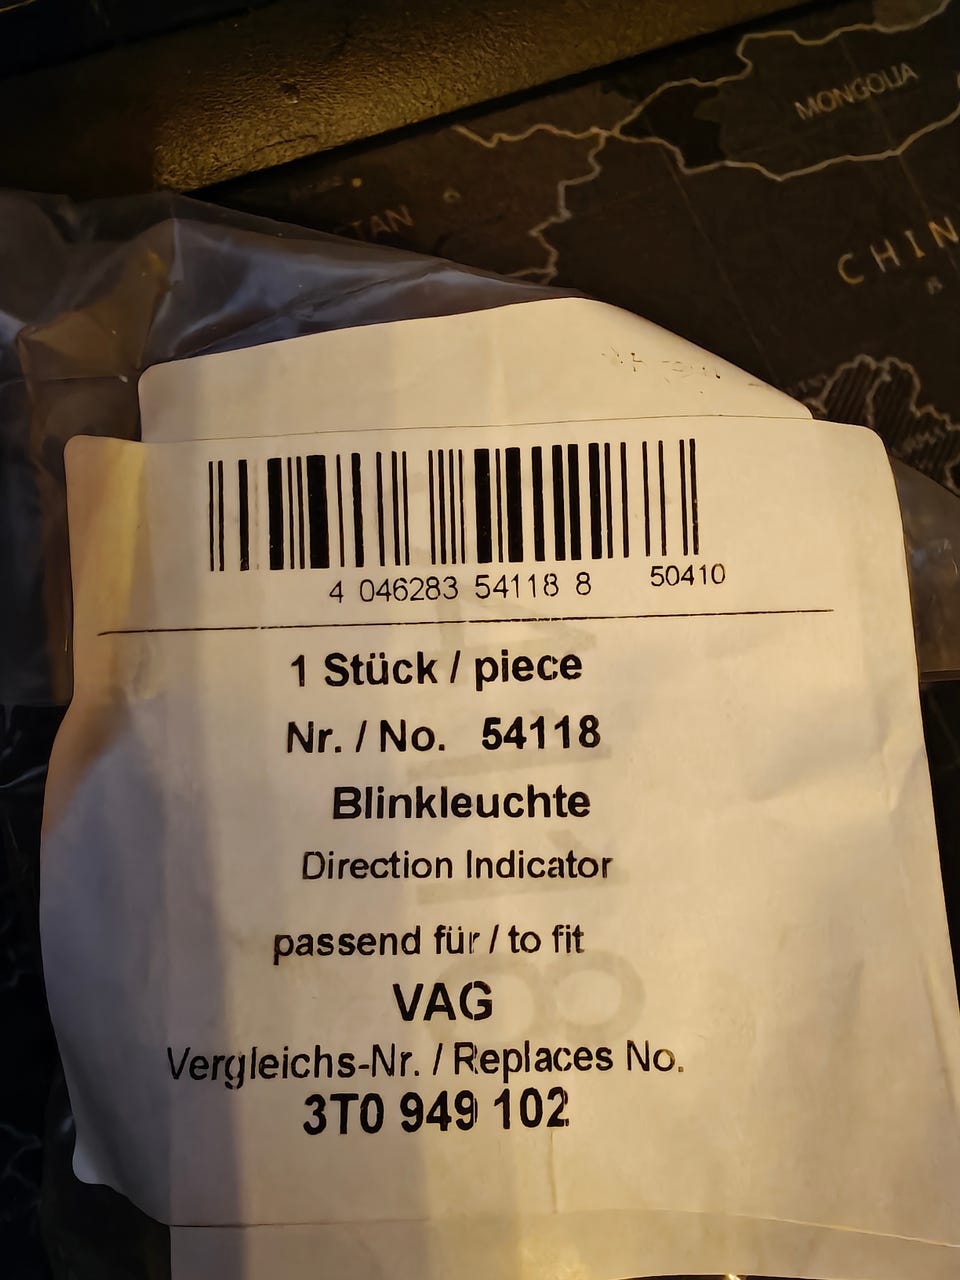 MONGOLIA
TAN
CHIN
4 046283 54118 8 50410
1 Stück / piece
Nr. / No. 54118
Blinkleuchte
Direction Indicator
passend für / to fit
VAG
Vergleichs-Nr. / Replaces No.
3T0 949 102